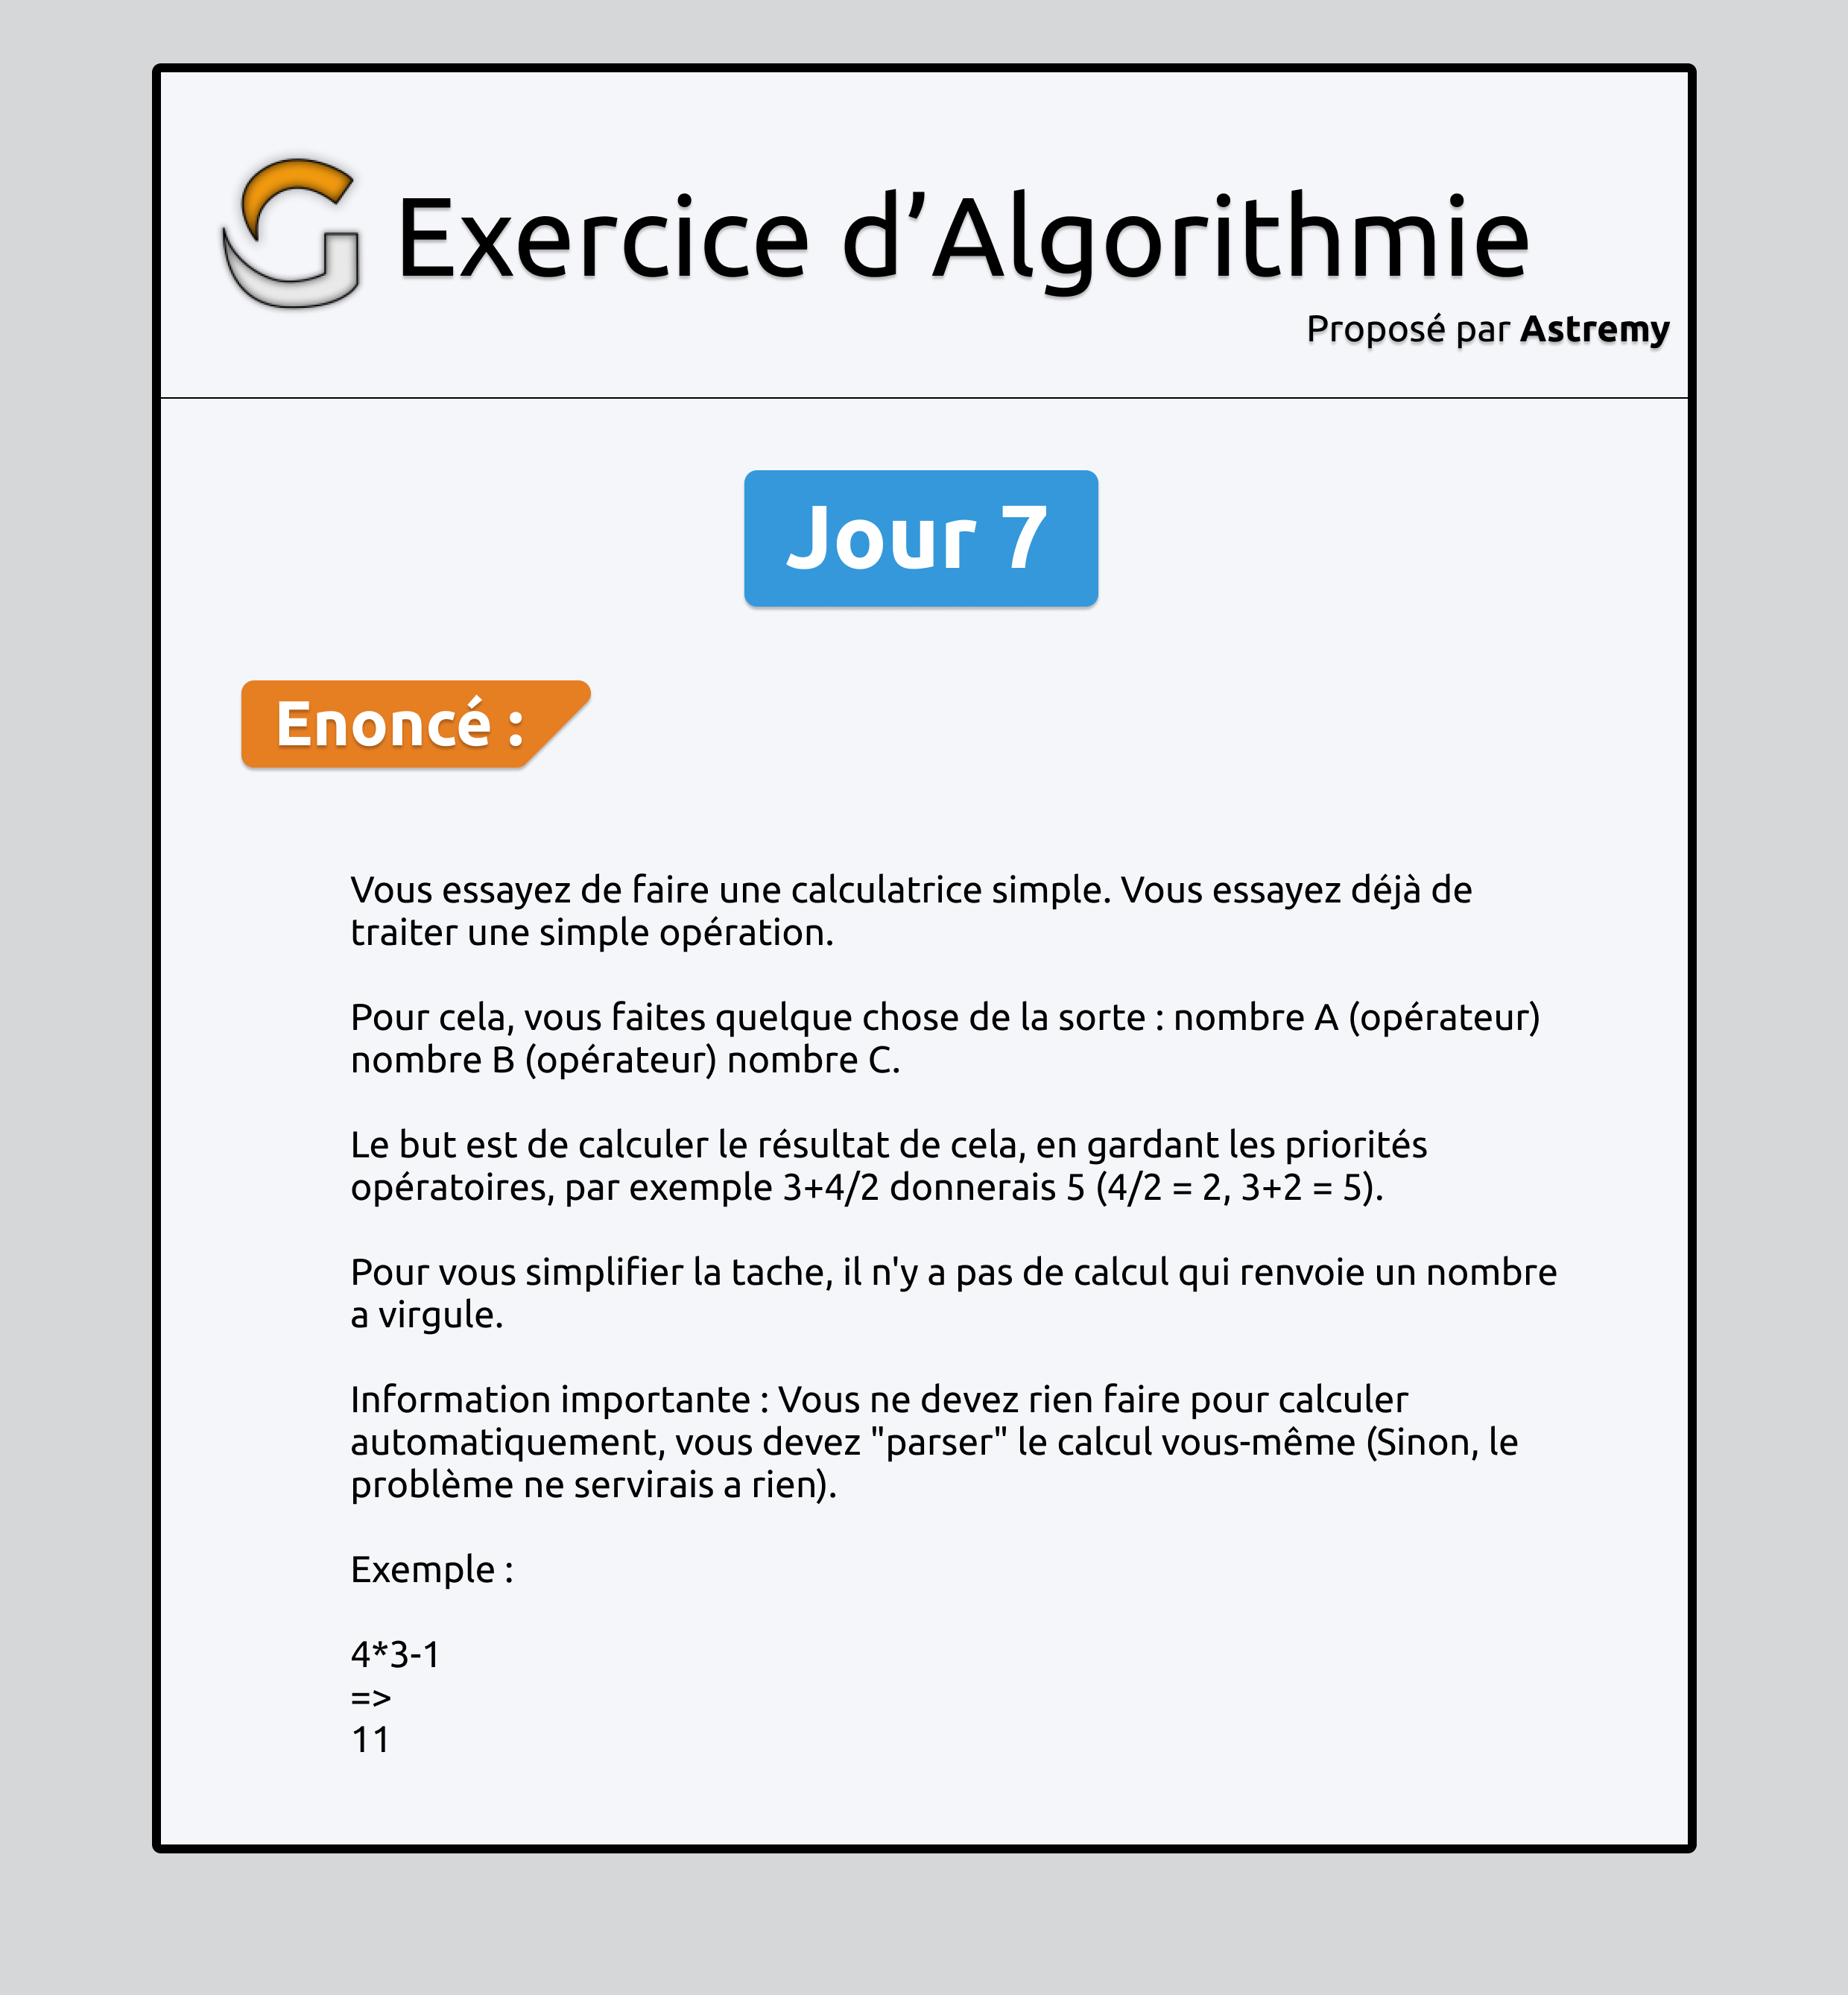 G Exercice d’Algorithmie
Proposé par Astremy
Jour 7
Enoncé :
Vous essayez de faire une calculatrice simple. Vous essayez déjà de
traiter une simple opération.
Pour cela, vous faites quelque chose de la sorte : nombre A (opérateur)
nombre B (opérateur) nombre C.
Le but est de calculer le résultat de cela, en gardant les priorités
opératoires, par exemple 3+4/2 donnerais 5 (4/2 = 2, 3+2 = 5).
Pour vous simplifier la tache, il n'y a pas de calcul qui renvoie un nombre
a virgule.
Information importante : Vous ne devez rien faire pour calculer
automatiquement, vous devez "parser" le calcul vous-même (Sinon, le
problème ne servirais a rien).
Exemple :
4*3-1
=>
11